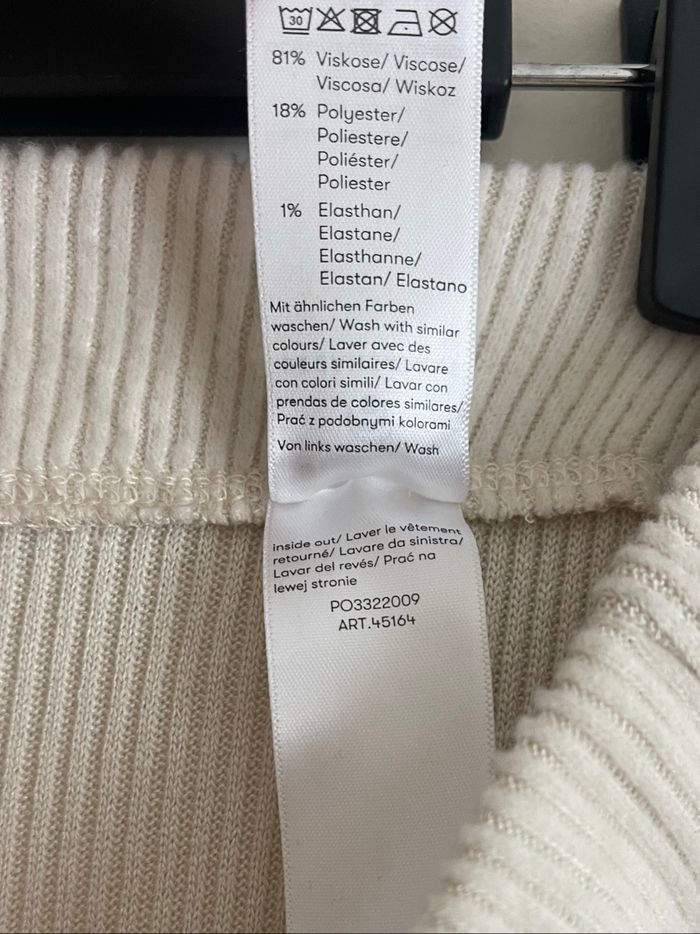 30
81% Viskose/ Viscose/
Viscosa/ Wiskoz
18% Polyester/
Poliestere/
Poliéster/
Poliester
1% Elasthan/
Elastane/
Elasthanne/
Elastan/ Elastano
Mit ähnlichen Farben
waschen/ Wash with similar
colours/ Laver avec des
couleurs similaires/ Lavare
con colori simili/ Lavar con
prendas de colores similares/
Prać z podobnymi kolorami
Von links waschen/ Wash
inside out/ Laver le vêtement
retourné/ Lavare da sinistra/
Lavar del revés/ Prać na
lewej stronie
PO3322009
ART.45164